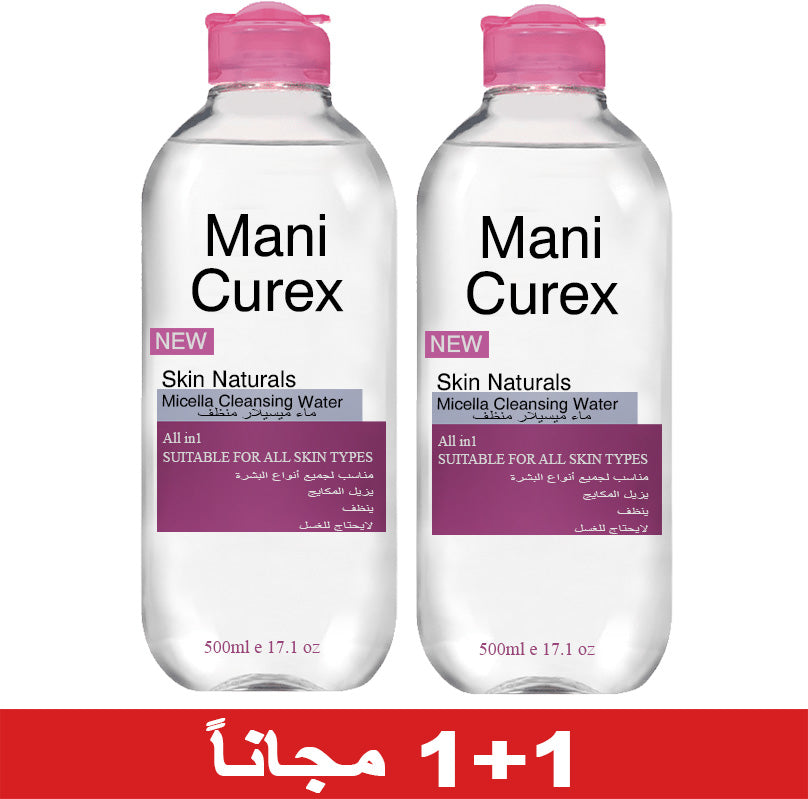 Mani
Curex
NEW
Skin Naturals
Micella Cleansing Water
ماء ميسيلار منظف
All in1
SUITABLE FOR ALL SKIN TYPES
مناسب لجميع أنواع البشرة
يزيل المكايج
ينظف
لايحتاج للغسل
500ml e 17.1 oz
Mani
Curex
NEW
Skin Naturals
Micella Cleansing Water
ماء ميسيلار منظف
All in1
SUITABLE FOR ALL SKIN TYPES
مناسب لجميع أنواع البشرة
يزيل المكايج
ينظف
لايحتاج للغسل
500ml e 17.1 oz
1+1 مجاناً